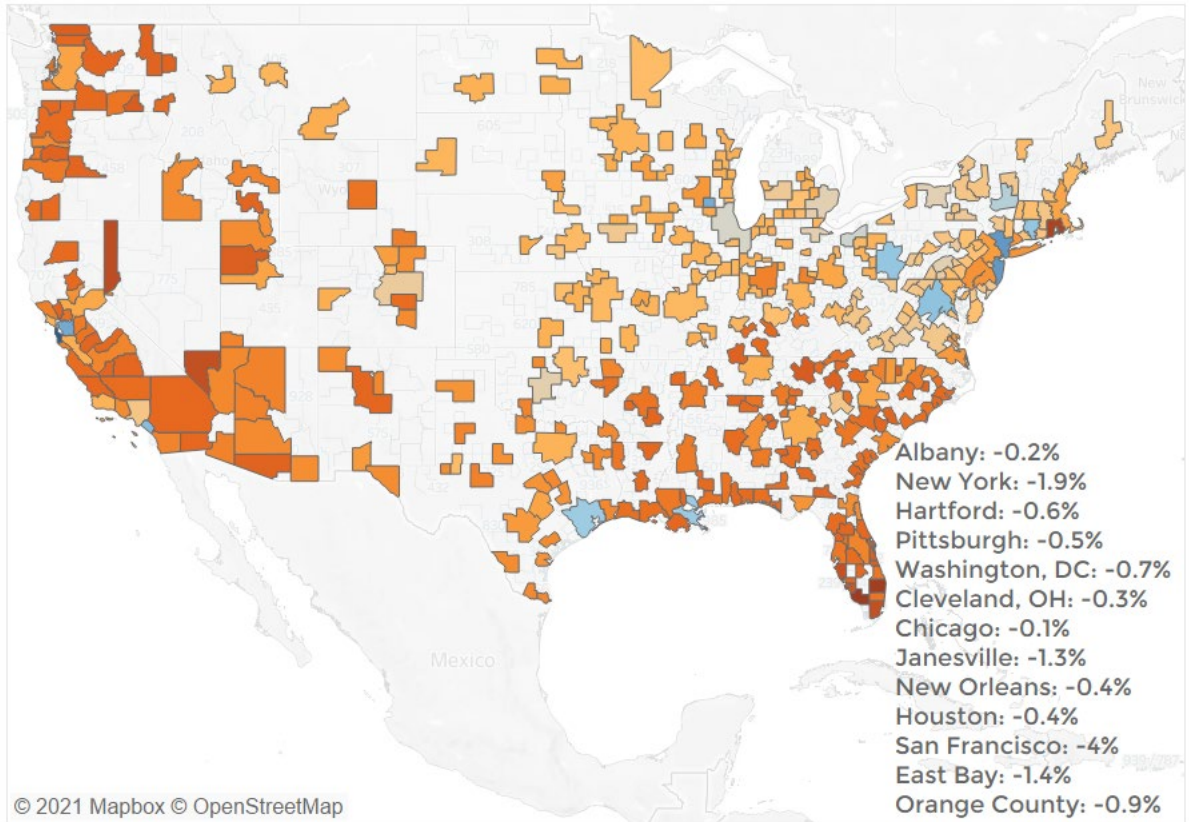 New
Brunswick
Albany: -0.2%
New York: -1.9%
Hartford: -0.6%
Pittsburgh: -0.5%
Washington, DC: -0.7%
Cleveland, OH: -0.3%
Chicago: -0.1%
Janesville: -1.3%
New Orleans: -0.4%
Houston: -0.4%
San Francisco: -4%
East Bay: -1.4%
Orange County: -0.9%
Mexico
© 2021 Mapbox © OpenStreetMap